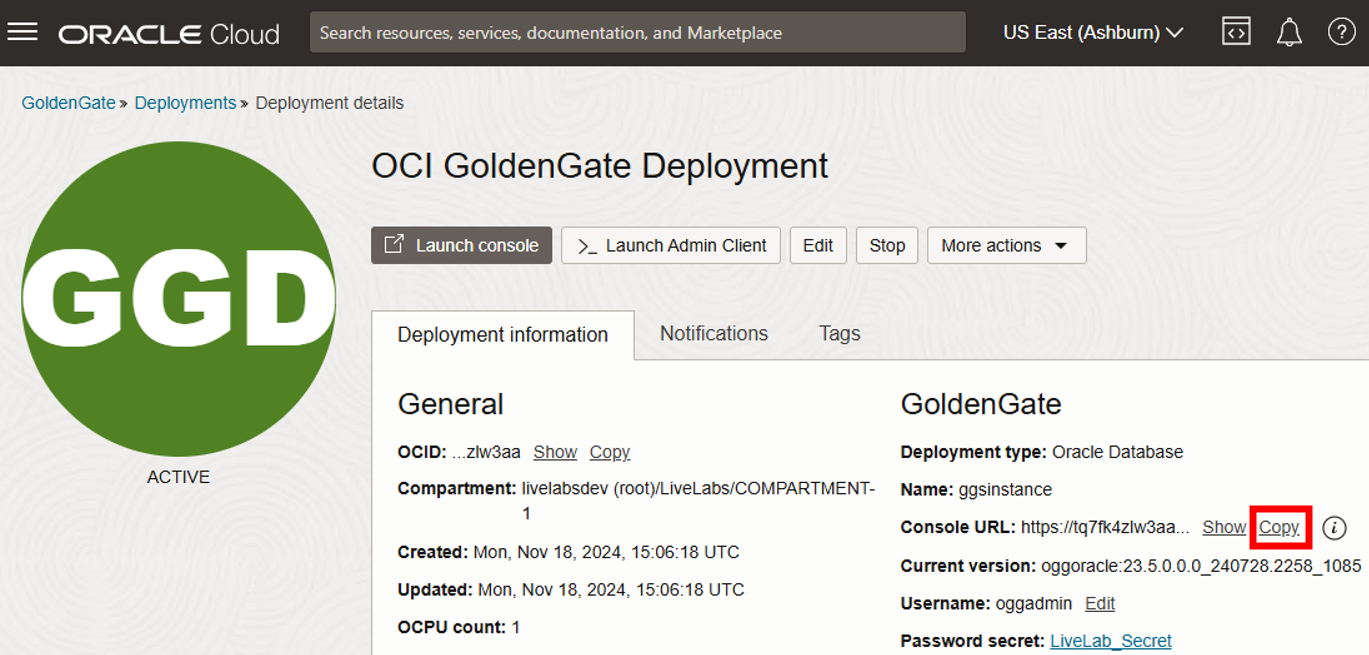 ORACLE Cloud
Search resources, services, documentation, and Marketplace
US East (Ashburn)
GoldenGate » Deployments » Deployment details
GGD
ACTIVE
OCI GoldenGate Deployment
Launch console
>_ Launch Admin Client
Edit
Stop
More actions
Deployment information
Notifications
Tags
General
OCID: ...zlw3aa Show Copy
Compartment: livelabsdev (root)/LiveLabs/COMPARTMENT-
1
Created: Mon, Nov 18, 2024, 15:06:18 UTC
Updated: Mon, Nov 18, 2024, 15:06:18 UTC
OCPU count: 1
GoldenGate
Deployment type: Oracle Database
Name: ggsinstance
Console URL: https://tq7fk4zlw3aa... Show Copy i
Current version: oggoracle:23.5.0.0.0_240728.2258_1085
Username: oggadmin Edit
Password secret: LiveLab_Secret